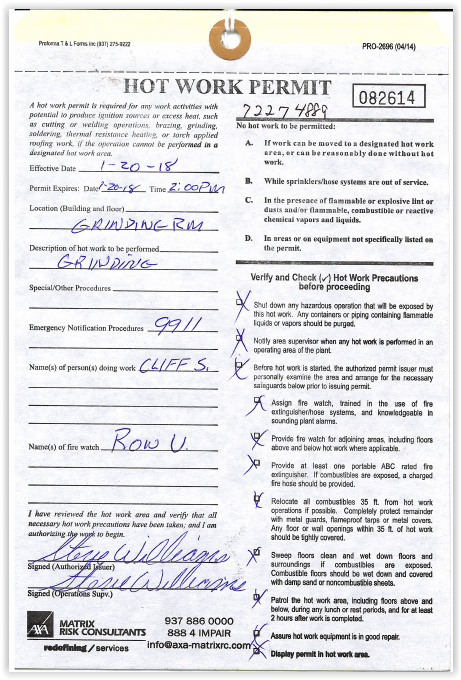 Proforma T & L Forms Inc (937) 275-0222
PRO-2696 (04/14)
HOT WORK PERMIT
A hot work permit is required for any work activities with
potential to produce ignition sources or excess heat, such
as cutting or welding operations, brazing, grinding,
soldering, thermal resistance heating, or torch applied
roofing work, if the operation cannot be performed in a
designated hot work area.
Effective Date 1-20-18
Permit Expires: Date 1-20-18 Time 2:00PM
Location (Building and floor)
GRINDING RM
Description of hot work to be performed
GRINDING
Special/Other Procedures
Emergency Notification Procedures 9911
Name(s) of person(s) doing work CLIFF S.
Name(s) of fire watch RON U.
I have reviewed the hot work area and verify that all
necessary hot work precautions have been taken; and I am
authorizing the work to begin.
Steve Williams
Signed (Authorized Issuer)
Steve Williams
Signed (Operations Supv.)
AXA
MATRIX
RISK CONSULTANTS
redefining / services
937 886 0000
888 4 IMPAIR
info@axa-matrixrc.com
72274889
082614
No hot work to be permitted:
A. If work can be moved to a designated hot work
area, or can be reasonably done without hot
work.
B. While sprinklers/hose systems are out of service.
C. In the presence of flammable or explosive lint or
dusts and/or flammable, combustible or reactive
chemical vapors and liquids.
D. In areas or on equipment not specifically listed on
the permit.
Verify and Check (✓) Hot Work Precautions
before proceeding
Shut down any hazardous operation that will be exposed by
this hot work. Any containers or piping containing flammable
liquids or vapors should be purged.
Notify area supervisor when any hot work is performed in an
operating area of the plant.
Before hot work is started, the authorized permit issuer must
personally examine the area and arrange for the necessary
safeguards below prior to issuing permit.
Assign fire watch, trained in the use of fire
extinguisher/hose systems, and knowledgeable in
sounding plant alarms.
Provide fire watch for adjoining areas, including floors
above and below hot work where applicable.
Provide at least one portable ABC rated fire
extinguisher. If combustibles are exposed, a charged
fire hose should be provided.
Relocate all combustibles 35 ft. from hot work
operations if possible. Completely protect remainder
with metal guards, flameproof tarps or metal covers.
Any floor or wall openings within 35 ft. of hot work
should be tightly covered.
Sweep floors clean and wet down floors and
surroundings if combustibles are exposed.
Combustible floors should be wet down and covered
with damp sand or noncombustible sheets.
Patrol the hot work area, including floors above and
below, during any lunch or rest periods, and for at least
2 hours after work is completed.
Assure hot work equipment is in good repair.
Display permit in hot work area.